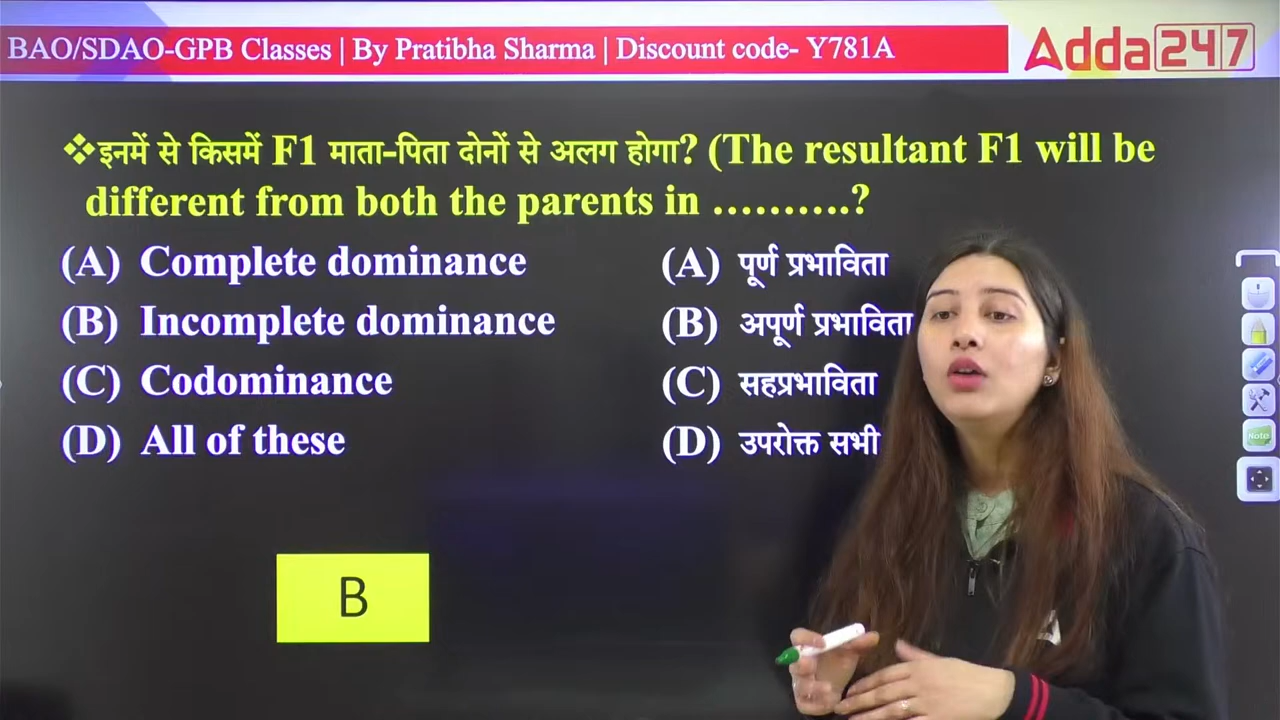 BAO/SDAO-GPB Classes | By Pratibha Sharma | Discount code- Y781A
Adda247
❖इनमें से किसमें F1 माता-पिता दोनों से अलग होगा? (The resultant F1 will be
different from both the parents in ……….?
(A) Complete dominance
(B) Incomplete dominance
(C) Codominance
(D) All of these
(A) पूर्ण प्रभाविता
(B) अपूर्ण प्रभाविता
(C) सहप्रभाविता
(D) उपरोक्त सभी
B
Note